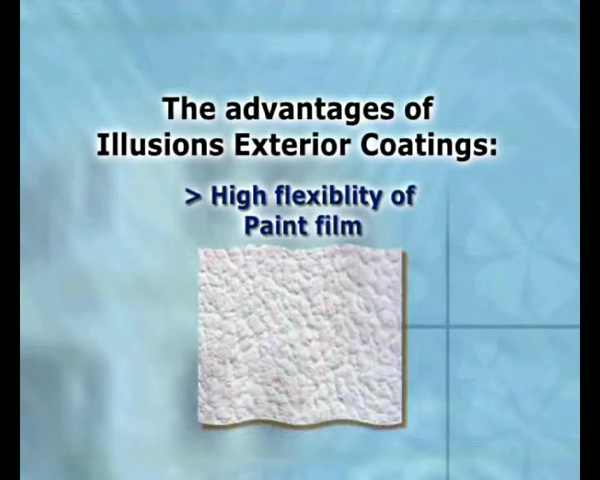 The advantages of
Illusions Exterior Coatings:
> High flexiblity of
Paint film